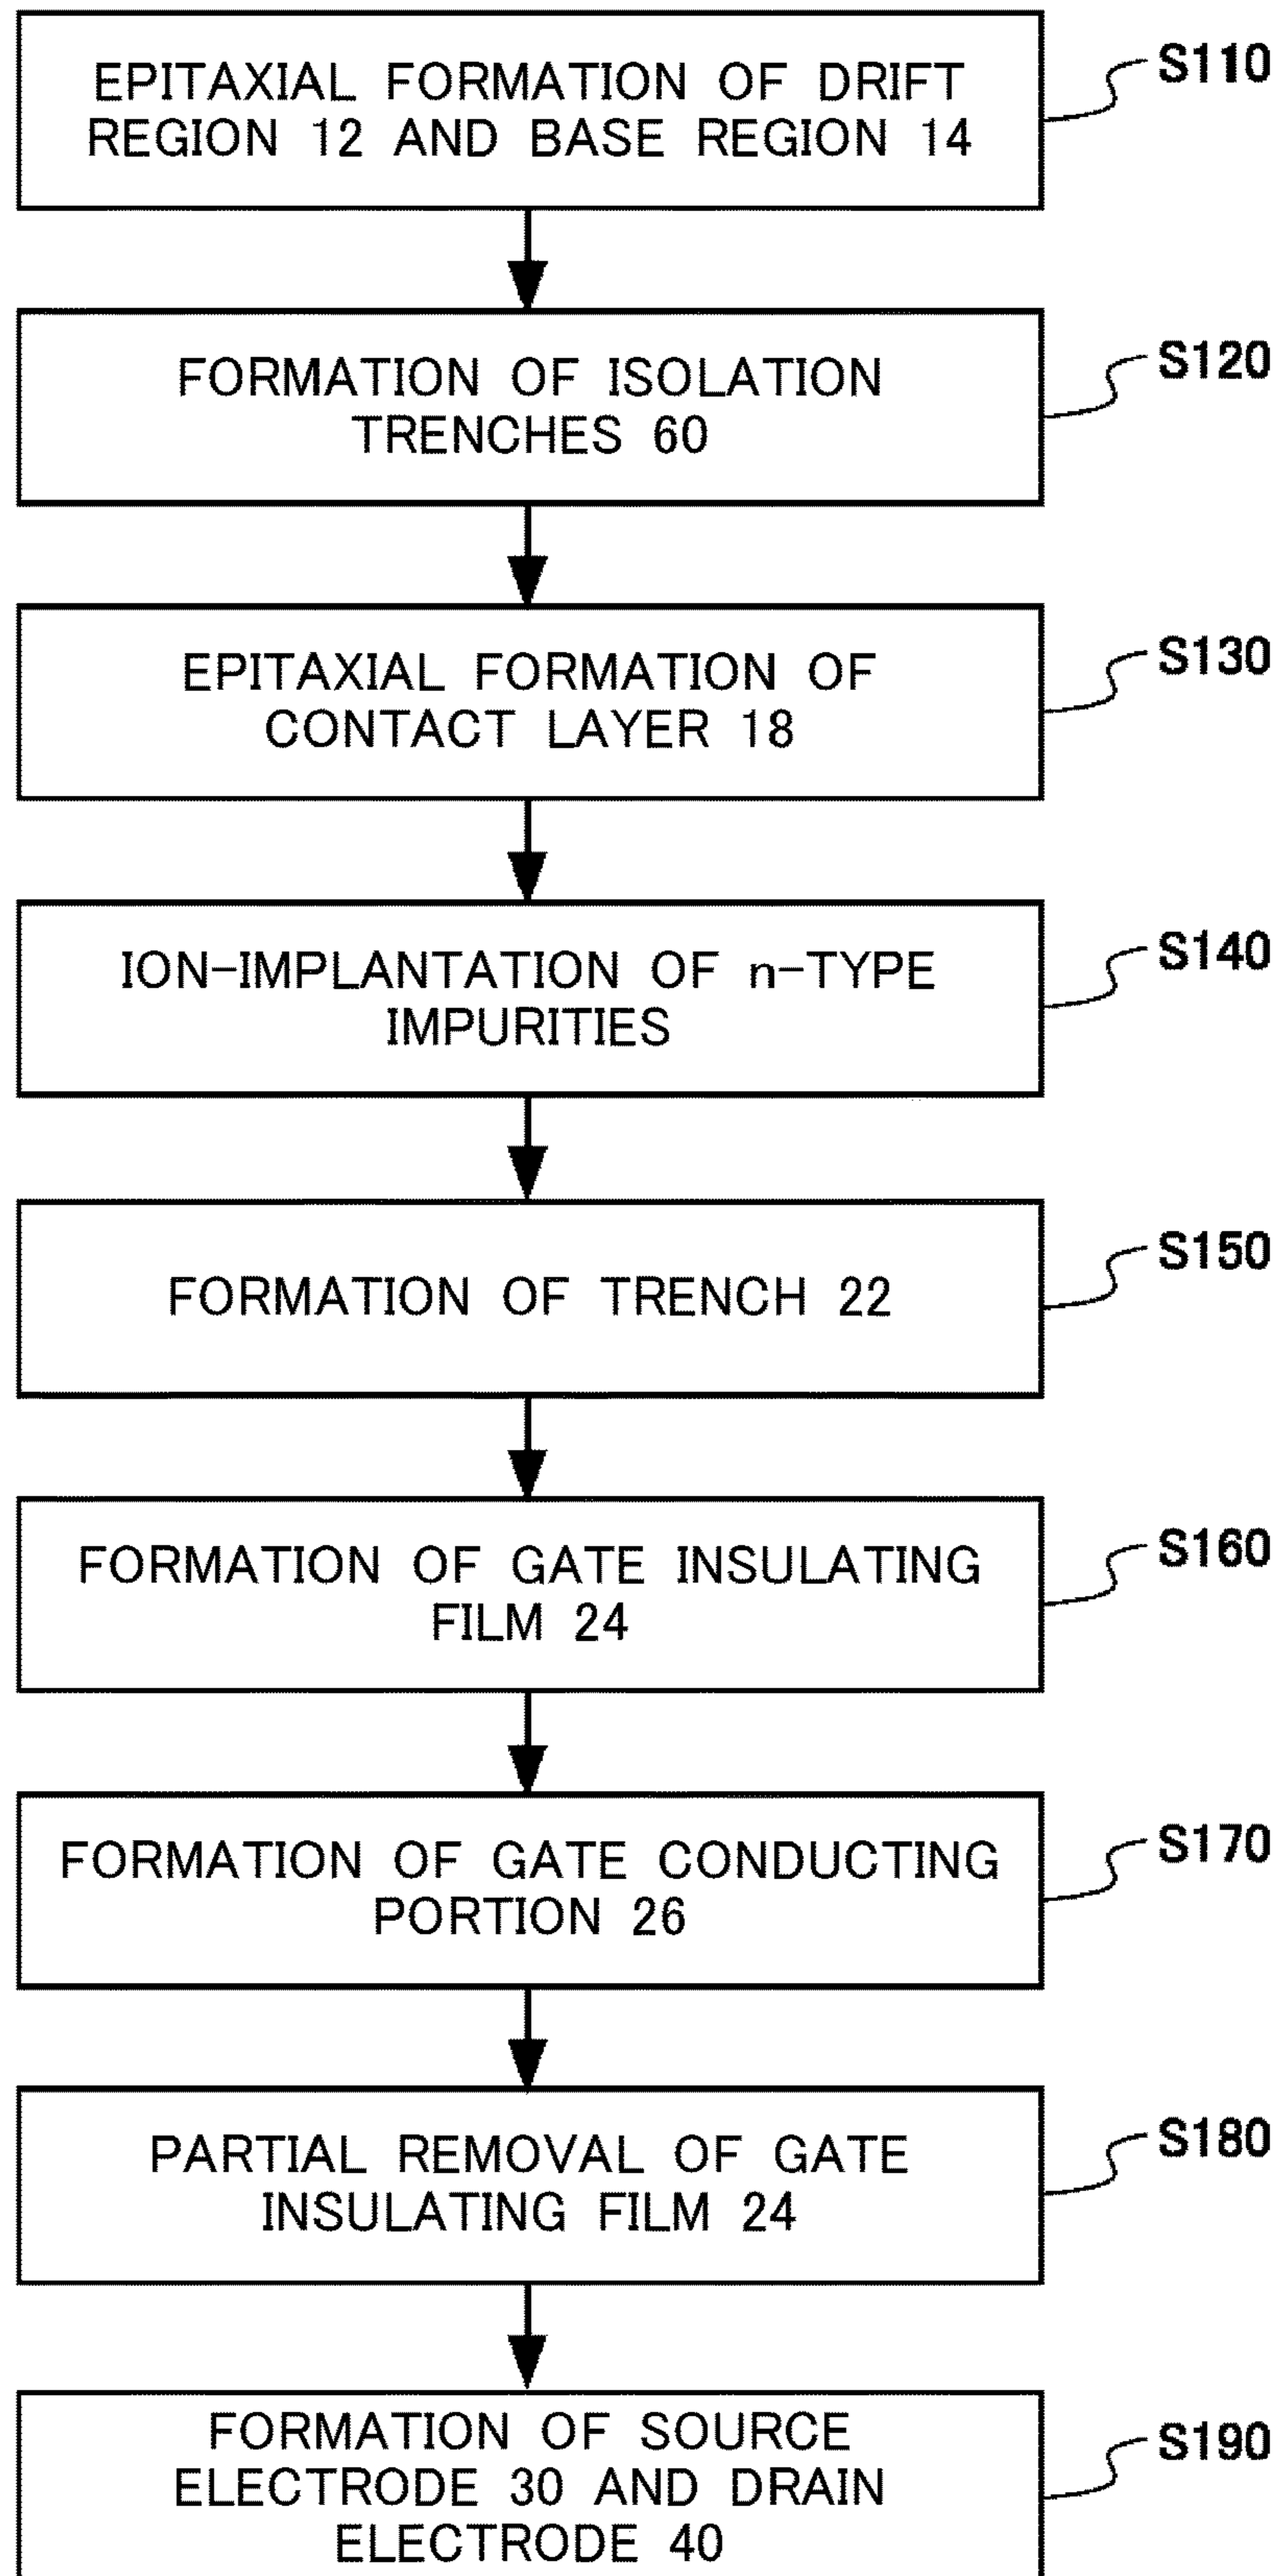 EPITAXIAL FORMATION OF DRIFT
REGION 12 AND BASE REGION 14
S110
FORMATION OF ISOLATION
TRENCHES 60
S120
EPITAXIAL FORMATION OF
CONTACT LAYER 18
S130
ION-IMPLANTATION OF n-TYPE
IMPURITIES
S140
FORMATION OF TRENCH 22
S150
FORMATION OF GATE INSULATING
FILM 24
S160
FORMATION OF GATE CONDUCTING
PORTION 26
S170
PARTIAL REMOVAL OF GATE
INSULATING FILM 24
S180
FORMATION OF SOURCE
ELECTRODE 30 AND DRAIN
ELECTRODE 40
S190